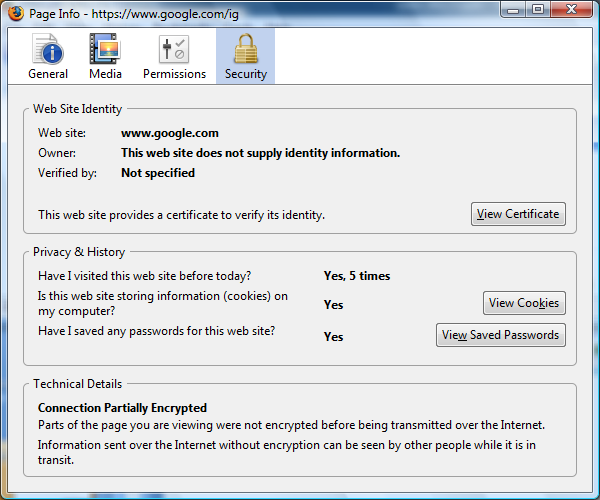 Page Info - https://www.google.com/ig
General
Media
Permissions
Security
Web Site Identity
Web site: www.google.com
Owner: This web site does not supply identity information.
Verified by: Not specified
This web site provides a certificate to verify its identity.
View Certificate
Privacy & History
Have I visited this web site before today? Yes, 5 times
Is this web site storing information (cookies) on
my computer? Yes View Cookies
Have I saved any passwords for this web site? Yes View Saved Passwords
Technical Details
Connection Partially Encrypted
Parts of the page you are viewing were not encrypted before being transmitted over the Internet.
Information sent over the Internet without encryption can be seen by other people while it is in
transit.